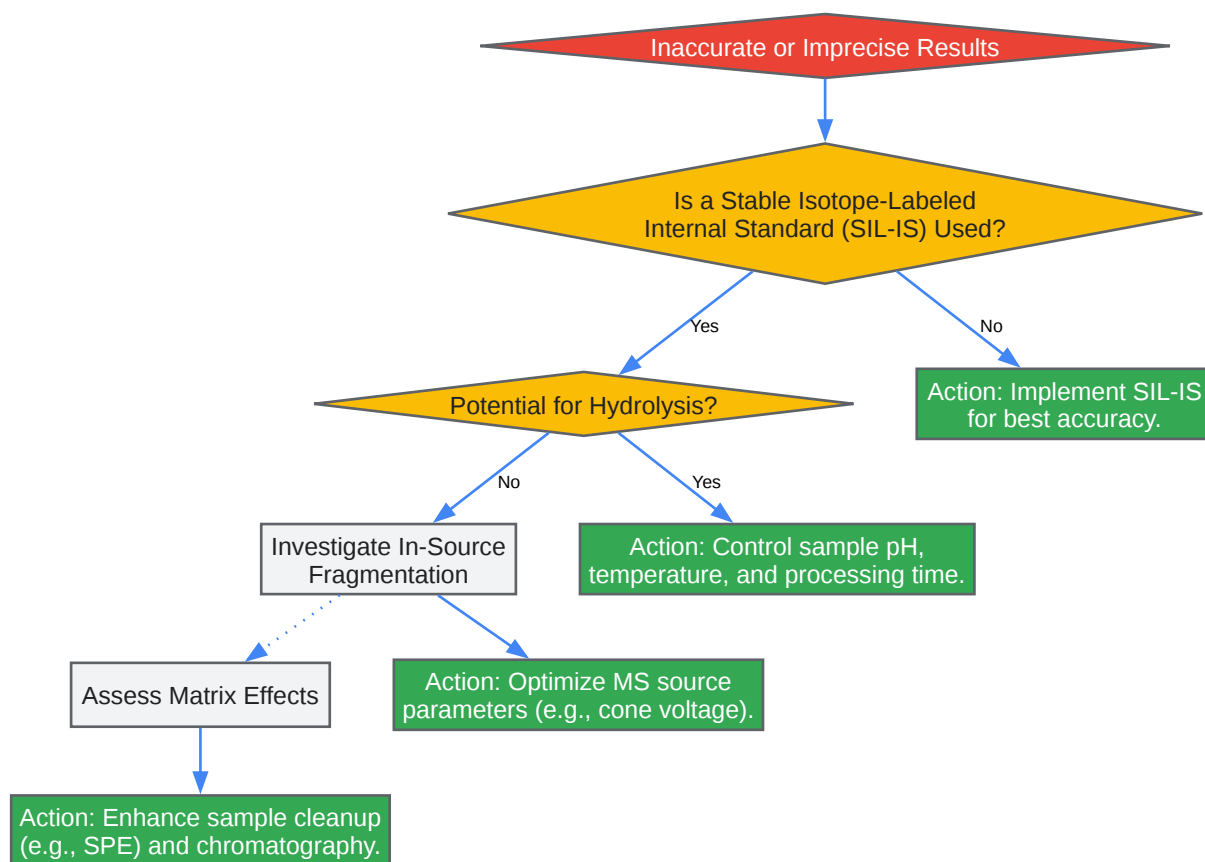 Inaccurate or Imprecise Results
Is a Stable Isotope-Labeled
Internal Standard (SIL-IS) Used?
Yes
No
Potential for Hydrolysis?
Action: Implement SIL-IS
for best accuracy.
No
Yes
Investigate In-Source
Fragmentation
Action: Control sample pH,
temperature, and processing time.
Assess Matrix Effects
Action: Optimize MS source
parameters (e.g., cone voltage).
Action: Enhance sample cleanup
(e.g., SPE) and chromatography.